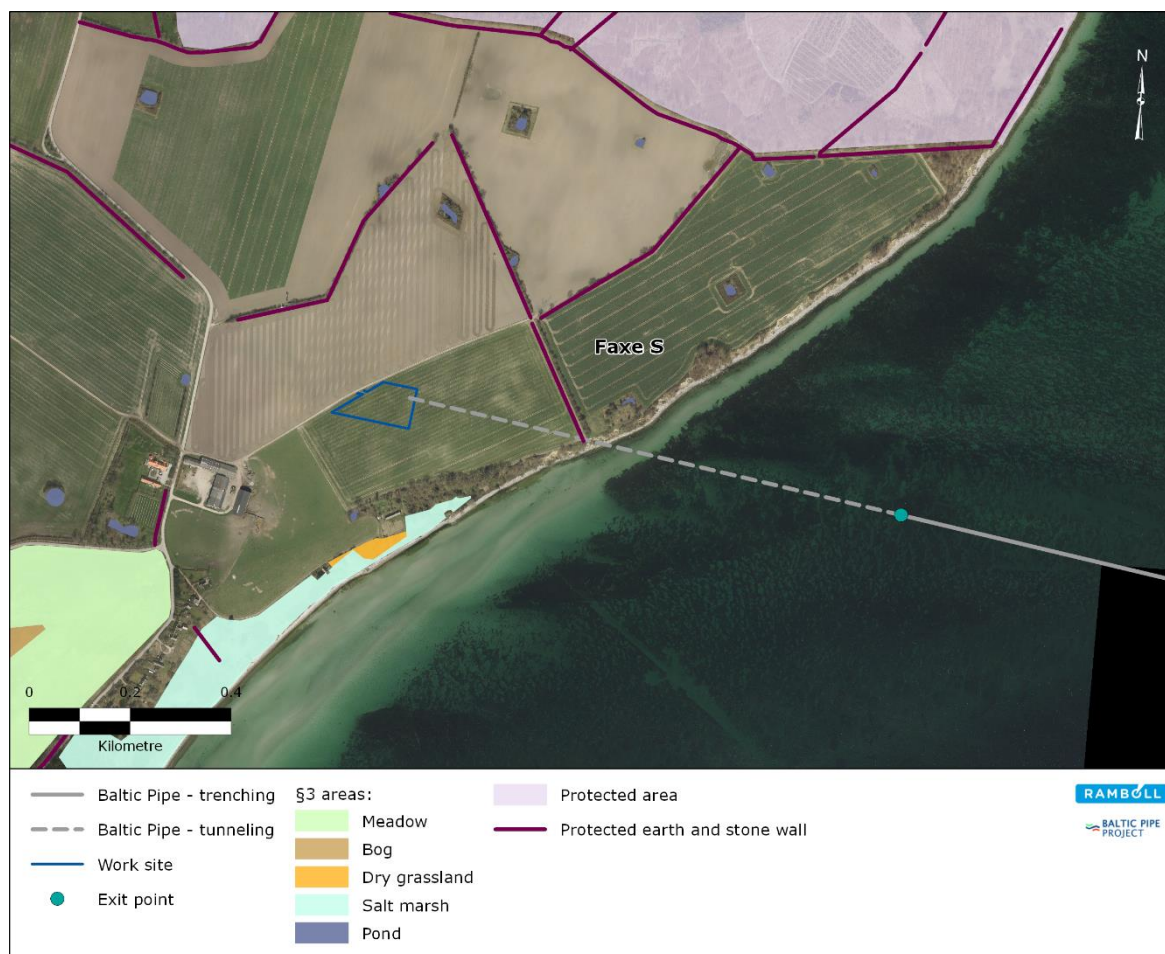 N
Faxe S
0 0.2 0.4
Kilometre
Baltic Pipe - trenching
Baltic Pipe - tunneling
Work site
Exit point
§3 areas:
Meadow
Bog
Dry grassland
Salt marsh
Pond
Protected area
Protected earth and stone wall
RAMBOLL
BALTIC PIPE
PROJECT